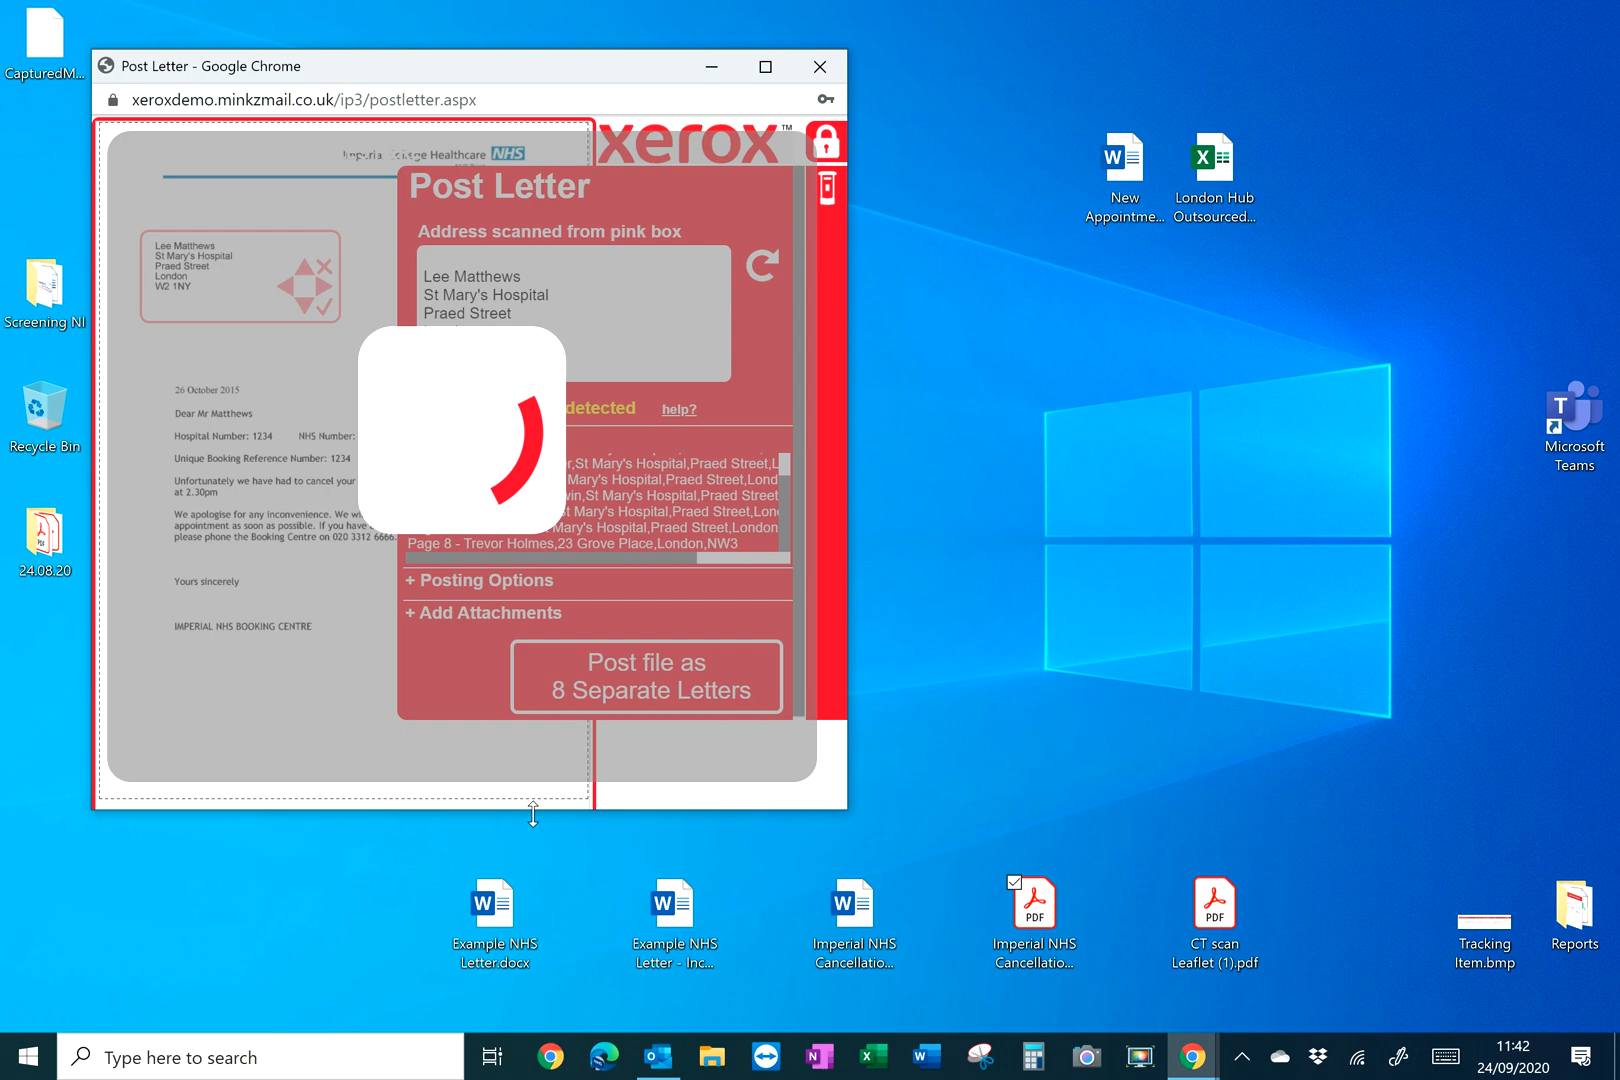 CapturedM...
Screening NI
Recycle Bin
24.08.20
Post Letter - Google Chrome
xeroxdemo.minkzmail.co.uk/ip3/postletter.aspx
xerox™
Imperial College Healthcare NHS
Lee Matthews
St Mary's Hospital
Praed Street
London
W2 1NY
26 October 2015
Dear Mr Matthews
Hospital Number: 1234 NHS Number:
Unique Booking Reference Number: 1234
Unfortunately we have had to cancel your
at 2.30pm
We apologise for any inconvenience. We wi
appointment as soon as possible. If you have
please phone the Booking Centre on 020 3312 6666.
Yours sincerely
IMPERIAL NHS BOOKING CENTRE
Post Letter
Address scanned from pink box
Lee Matthews
St Mary's Hospital
Praed Street
detected help?
r,St Mary's Hospital,Praed Street,L
Mary's Hospital,Praed Street,Lond
win,St Mary's Hospital,Praed Street
St Mary's Hospital,Praed Street,Lon
Mary's Hospital,Praed Street,London
Page 8 - Trevor Holmes,23 Grove Place,London,NW3
+ Posting Options
+ Add Attachments
Post file as
8 Separate Letters
New
Appointme...
London Hub
Outsourced...
Microsoft
Teams
Example NHS
Letter.docx
Example NHS
Letter - Inc...
Imperial NHS
Cancellatio...
PDF
Imperial NHS
Cancellatio...
PDF
CT scan
Leaflet (1).pdf
Tracking
Item.bmp
Reports
Type here to search
11:42
24/09/2020